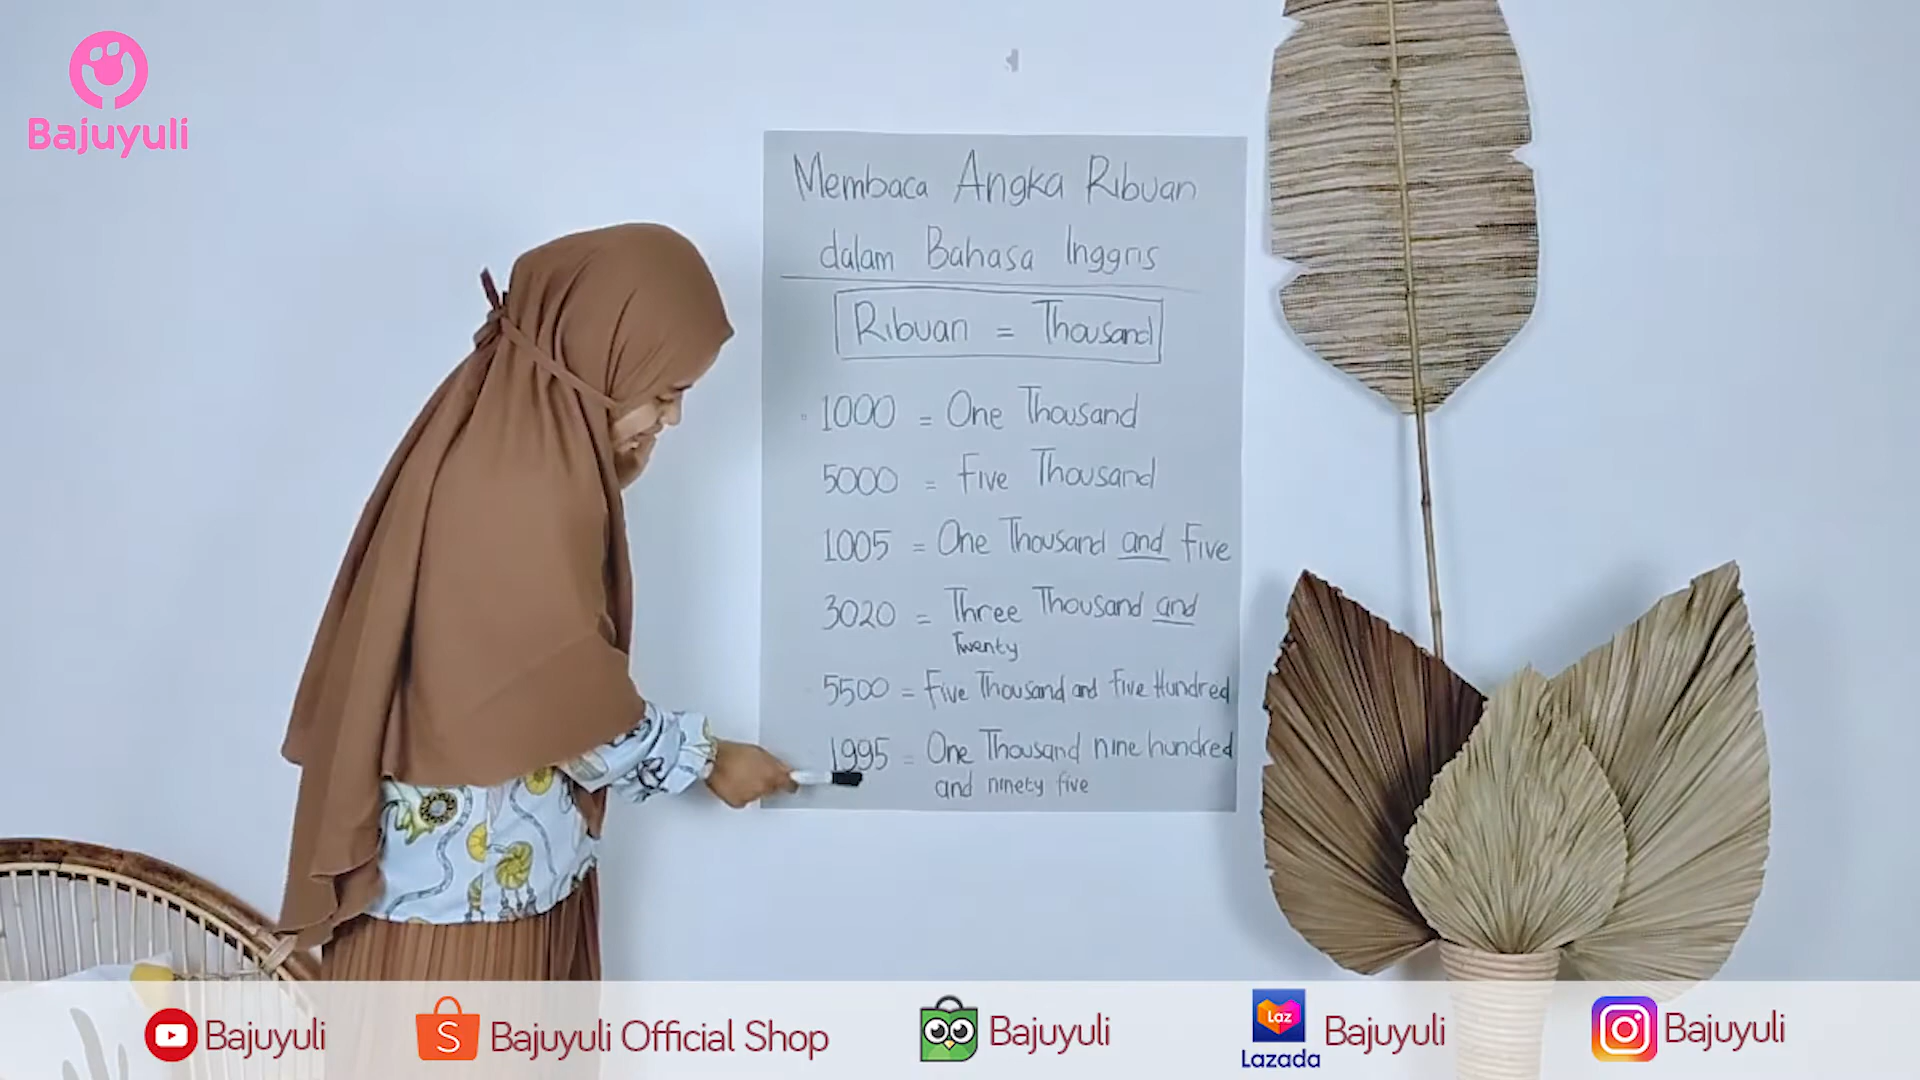 Bajuyuli
Membaca Angka Ribuan
dalam Bahasa Inggris
Ribuan = Thousand
1000 = One Thousand
5000 = Five Thousand
1005 = One Thousand and Five
3020 = Three Thousand and
Twenty
5500 = Five Thousand and Five Hundred
1995 = One Thousand nine hundred
and ninety five
Bajuyuli
S Bajuyuli Official Shop
Bajuyuli
Laz
Lazada
Bajuyuli
Bajuyuli